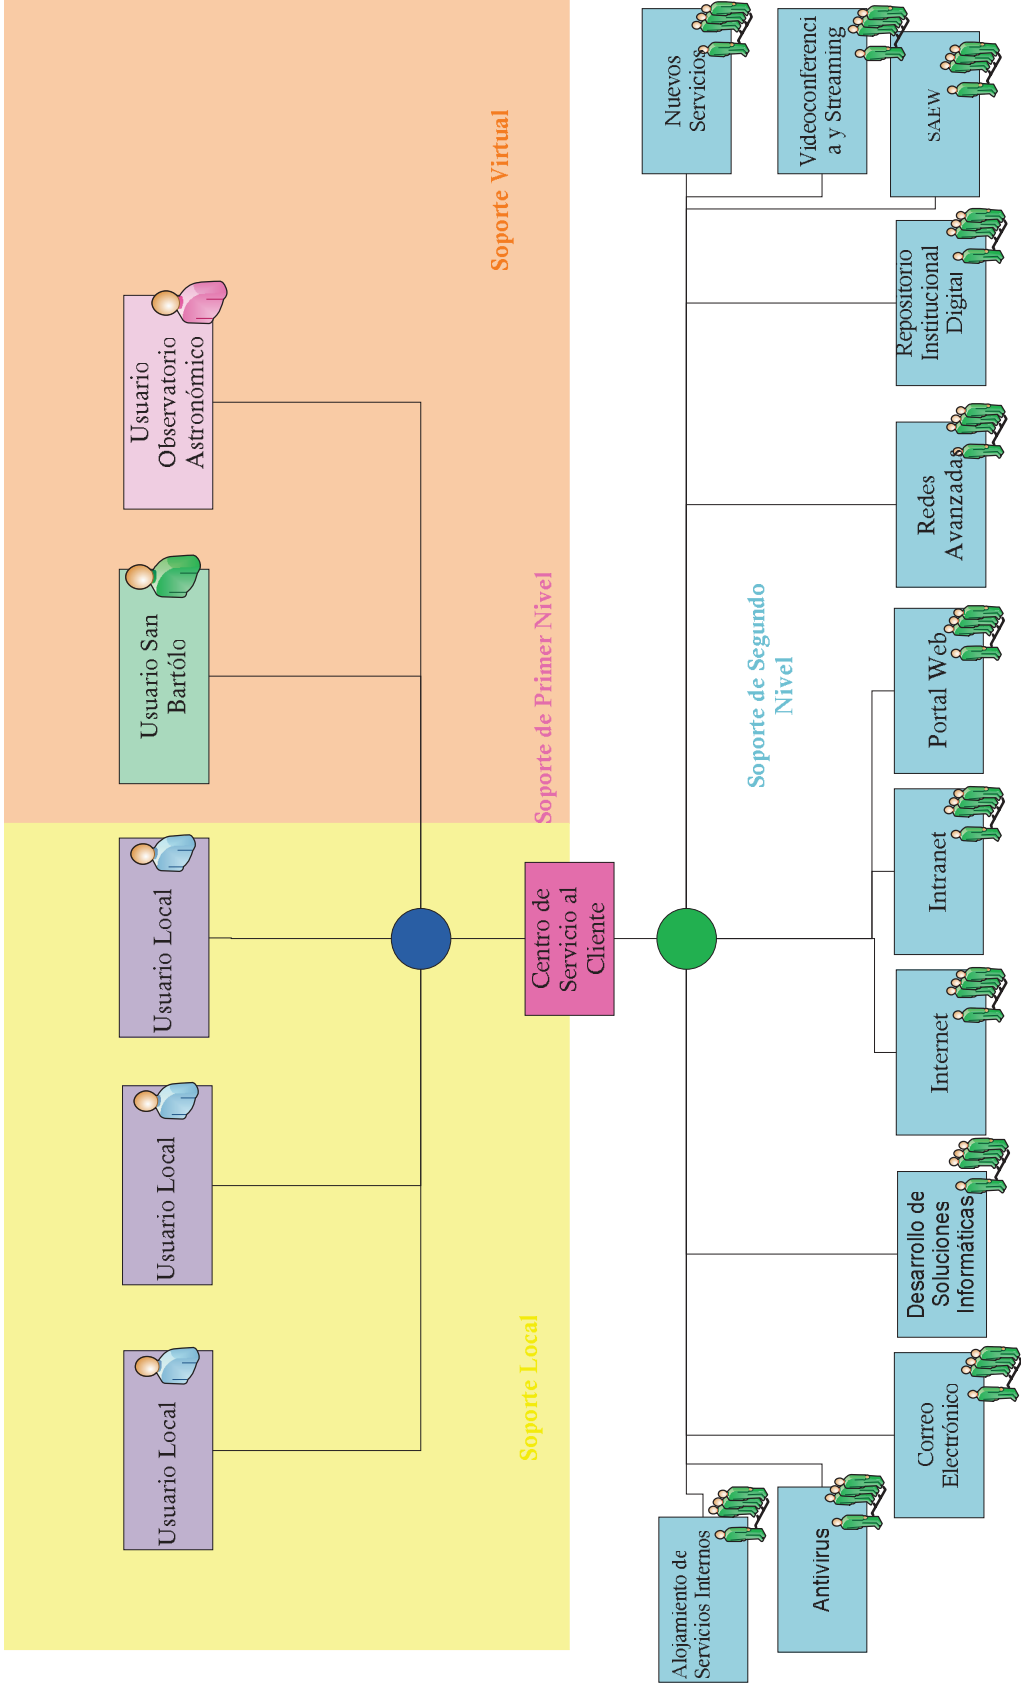 Usuario Local
Usuario Local
Usuario Local
Usuario San
Bartólo
Usuario
Observatorio
Astronómico
Soporte Virtual
Soporte Local
Soporte de Primer Nivel
Centro de
Servicio al
Cliente
Soporte de Segundo
Nivel
Alojamiento de
Servicios Internos
Antivirus
Correo
Electrónico
Desarrollo de
Soluciones
Informáticas
Internet
Intranet
Portal Web
Redes
Avanzadas
Repositorio
Institucional
Digital
Nuevos
Servicios
Videoconferenci
a y Streaming
SAEW